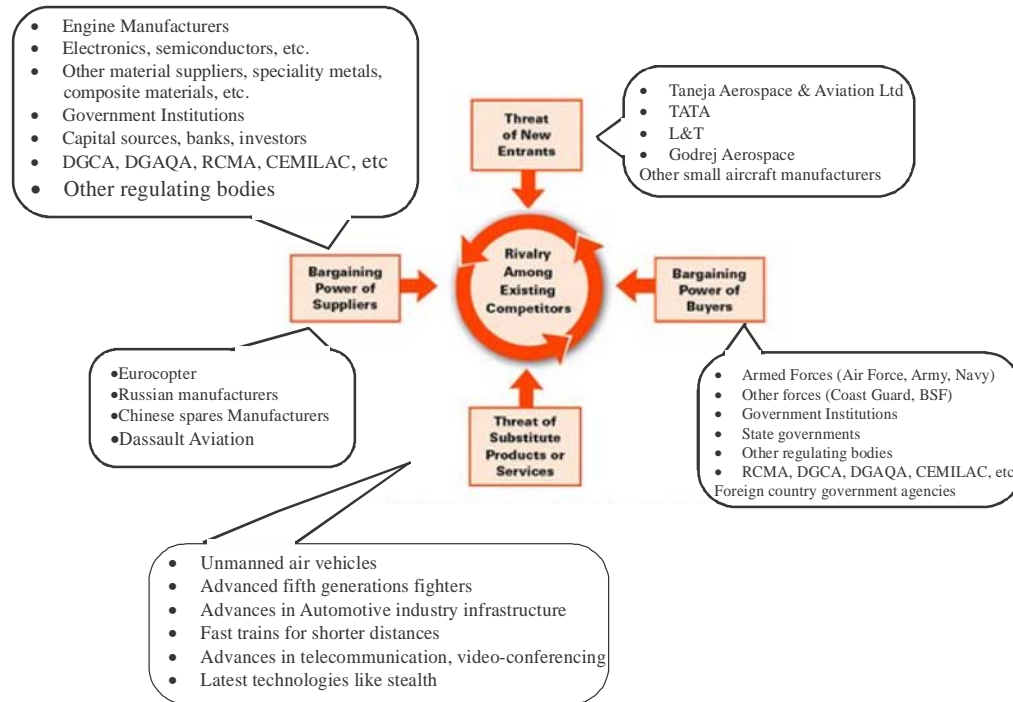 • Engine Manufacturers
• Electronics, semiconductors, etc.
• Other material suppliers, speciality metals,
composite materials, etc.
• Government Institutions
• Capital sources, banks, investors
• DGCA, DGAQA, RCMA, CEMILAC, etc
• Other regulating bodies
Threat
of New
Entrants
• Taneja Aerospace & Aviation Ltd
• TATA
• L&T
• Godrej Aerospace
Other small aircraft manufacturers
Bargaining
Power of
Suppliers
Rivalry
Among
Existing
Competitors
Bargaining
Power of
Buyers
•Eurocopter
•Russian manufacturers
•Chinese spares Manufacturers
•Dassault Aviation
Threat of
Substitute
Products or
Services
• Armed Forces (Air Force, Army, Navy)
• Other forces (Coast Guard, BSF)
• Government Institutions
• State governments
• Other regulating bodies
• RCMA, DGCA, DGAQA, CEMILAC, etc
Foreign country government agencies
• Unmanned air vehicles
• Advanced fifth generations fighters
• Advances in Automotive industry infrastructure
• Fast trains for shorter distances
• Advances in telecommunication, video-conferencing
• Latest technologies like stealth